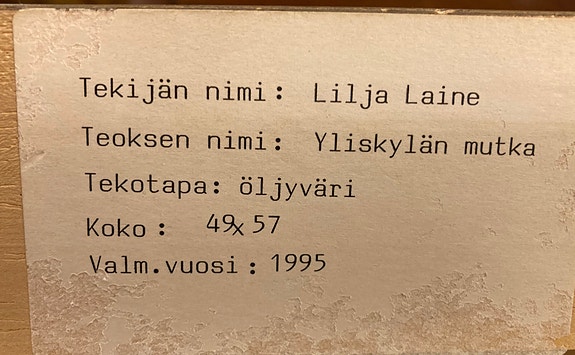 Tekijän nimi: Lilja Laine
Teoksen nimi: Yliskylän mutka
Tekotapa: öljyväri
Koko: 49x57
Valm.vuosi: 1995